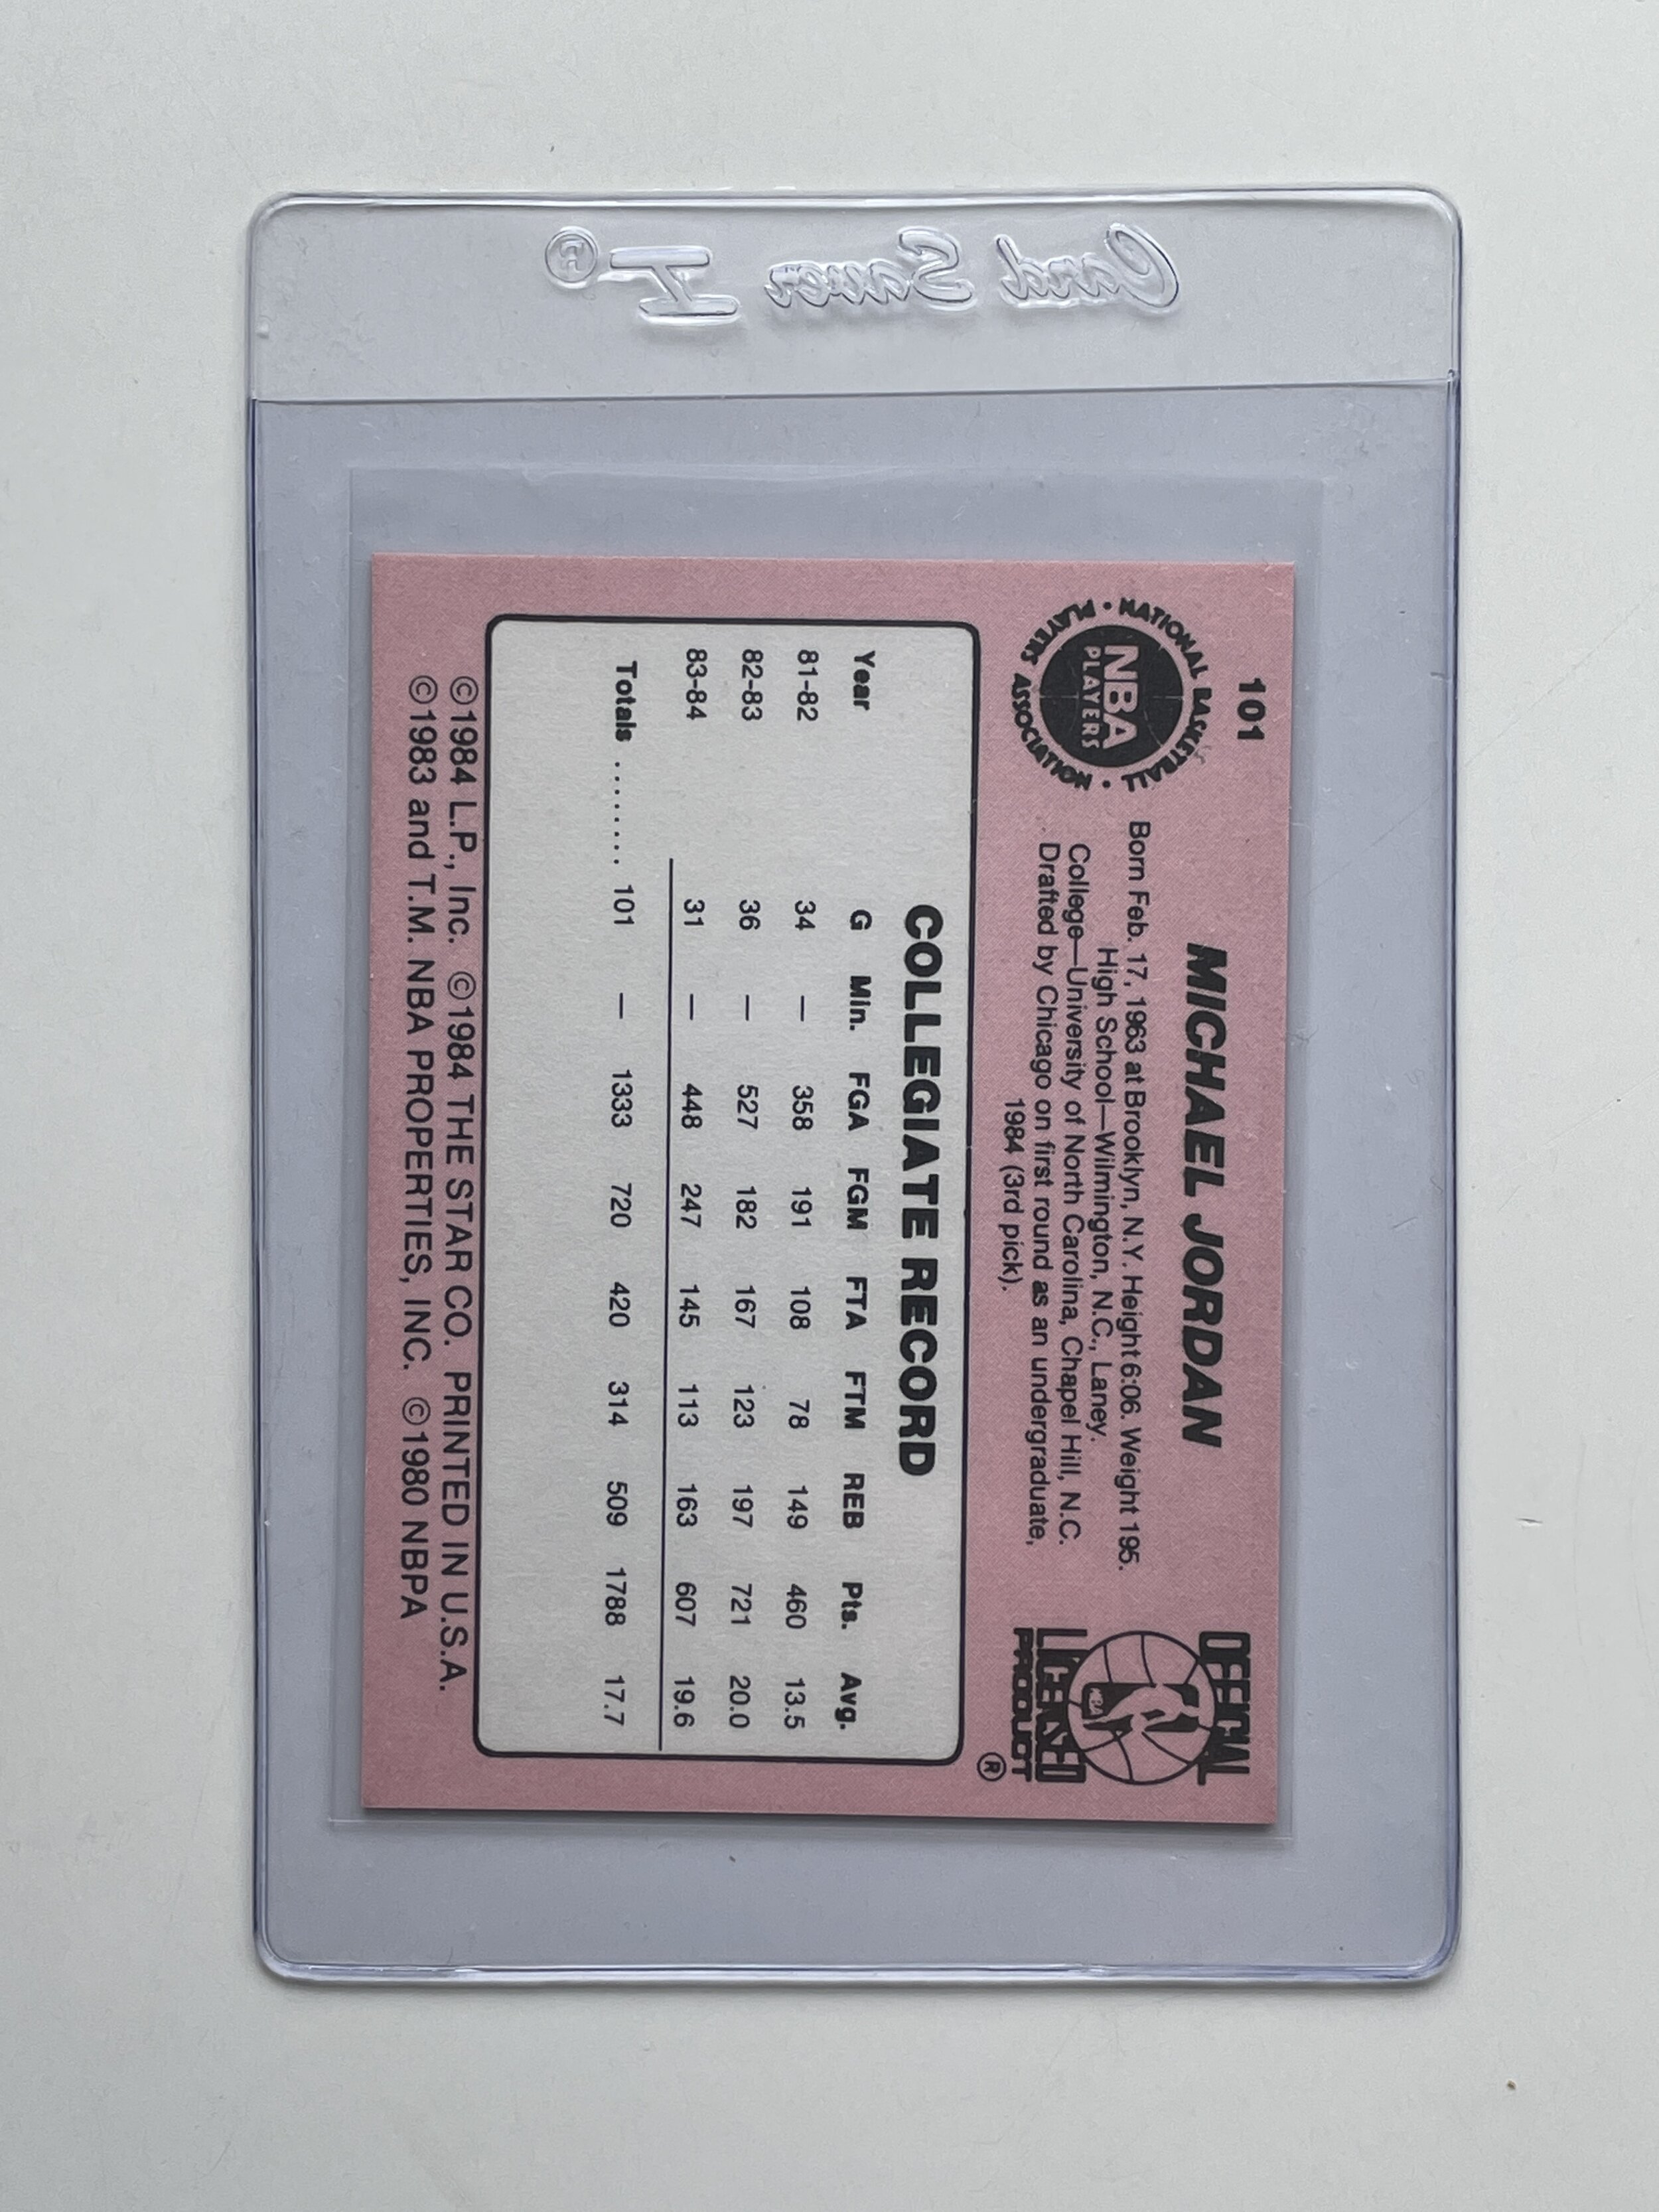 Card Saver I®
101
MICHAEL JORDAN
NATIONAL BASKETBALL
PLAYERS ASSOCIATION
NBA
PLAYERS
Born Feb. 17, 1963 at Brooklyn, N.Y. Height 6:06. Weight 195.
High School—Wilmington, N.C., Laney.
College—University of North Carolina, Chapel Hill, N.C.
Drafted by Chicago on first round as an undergraduate,
1984 (3rd pick).
OFFICIAL
NBA
LICENSED
PRODUCT
®
COLLEGIATE RECORD
Year G Min. FGA FGM FTA FTM REB Pts. Avg.
81-82 34 — 358 191 108 78 149 460 13.5
82-83 36 — 527 182 167 123 197 721 20.0
83-84 31 — 448 247 145 113 163 607 19.6
Totals ........ 101 — 1333 720 420 314 509 1788 17.7
©1984 L.P., Inc. ©1984 THE STAR CO. PRINTED IN U.S.A.
©1983 and T.M. NBA PROPERTIES, INC. ©1980 NBPA